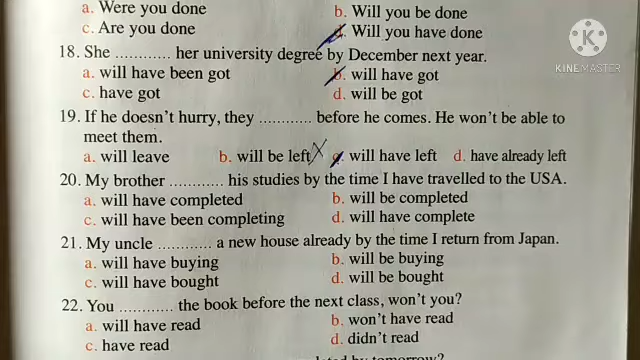 a. Were you done b. Will you be done
c. Are you done d. Will you have done
18. She ............ her university degree by December next year.
a. will have been got b. will have got
c. have got d. will be got
19. If he doesn't hurry, they ............ before he comes. He won't be able to
meet them.
a. will leave b. will be left c. will have left d. have already left
20. My brother ............ his studies by the time I have travelled to the USA.
a. will have completed b. will be completed
c. will have been completing d. will have complete
21. My uncle ............ a new house already by the time I return from Japan.
a. will have buying b. will be buying
c. will have bought d. will be bought
22. You ............ the book before the next class, won't you?
a. will have read b. won't have read
c. have read d. didn't read
by tomorrow?
K
KINEMASTER